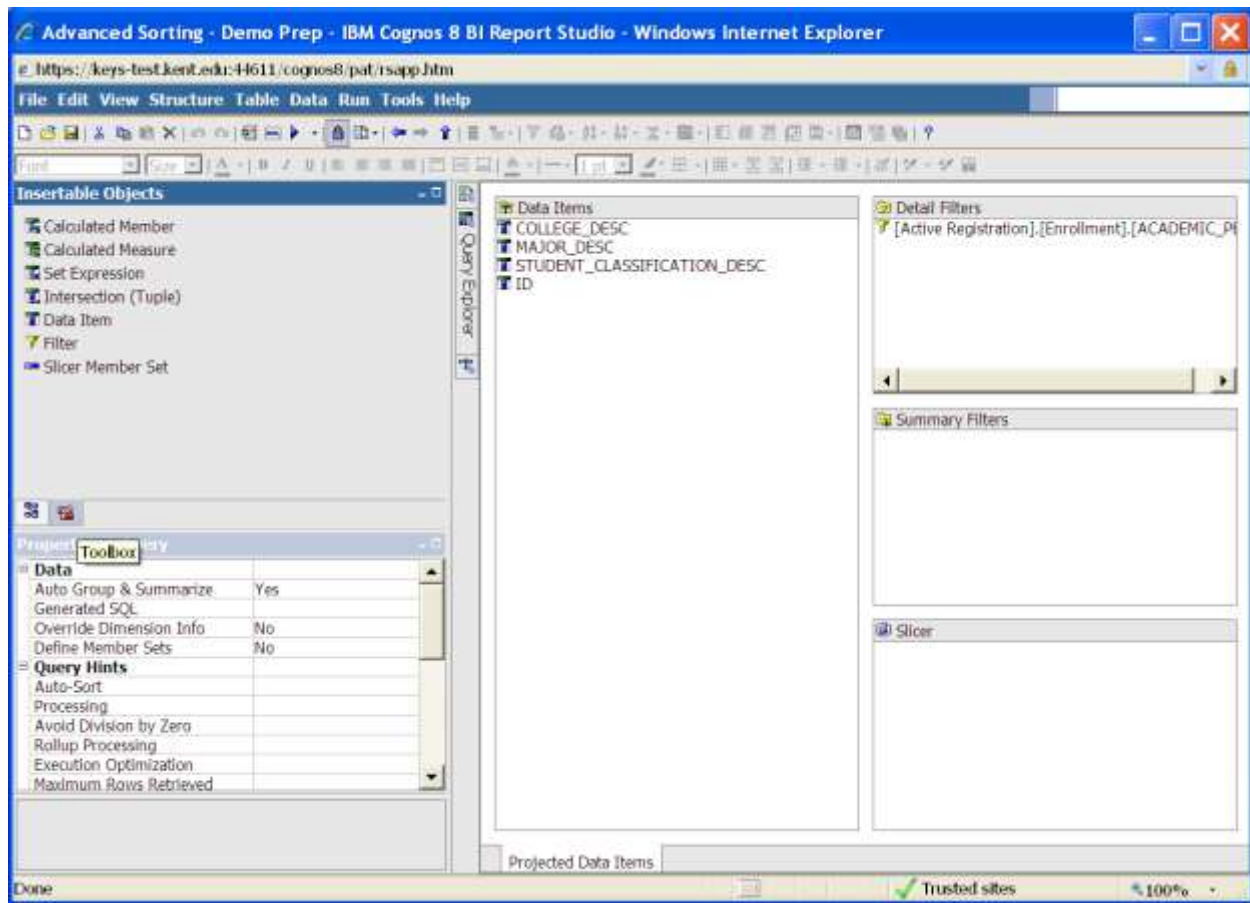 Advanced Sorting - Demo Prep - IBM Cognos 8 BI Report Studio - Windows Internet Explorer
https://keys-test.kent.edu:44611/cognos8/pat/rsapp.htm
File Edit View Structure Table Data Run Tools Help
Font Size 1 pt
Insertable Objects
Calculated Member
Calculated Measure
Set Expression
Intersection (Tuple)
Data Item
Filter
Slicer Member Set
Toolbox
Data
Auto Group & Summarize Yes
Generated SQL
Override Dimension Info No
Define Member Sets No
Query Hints
Auto-Sort
Processing
Avoid Division by Zero
Rollup Processing
Execution Optimization
Maximum Rows Retrieved
Query Explorer
Data Items
COLLEGE_DESC
MAJOR_DESC
STUDENT_CLASSIFICATION_DESC
ID
Projected Data Items
Detail Filters
[Active Registration].[Enrollment].[ACADEMIC_PE
Summary Filters
Slicer
Done
Trusted sites
100%